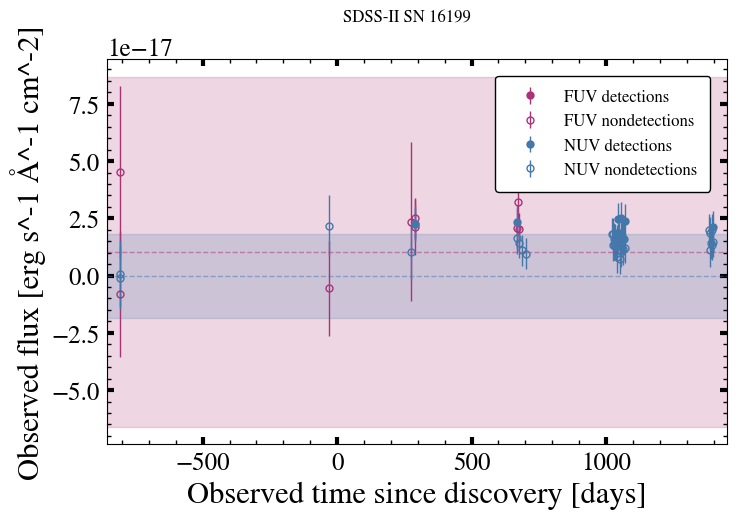 SDSS-II SN 16199
1e−17
FUV detections
FUV nondetections
NUV detections
NUV nondetections
7.5
5.0
2.5
0.0
−2.5
−5.0
Observed flux [erg s^-1 Å^-1 cm^-2]
−500
0
500
1000
Observed time since discovery [days]